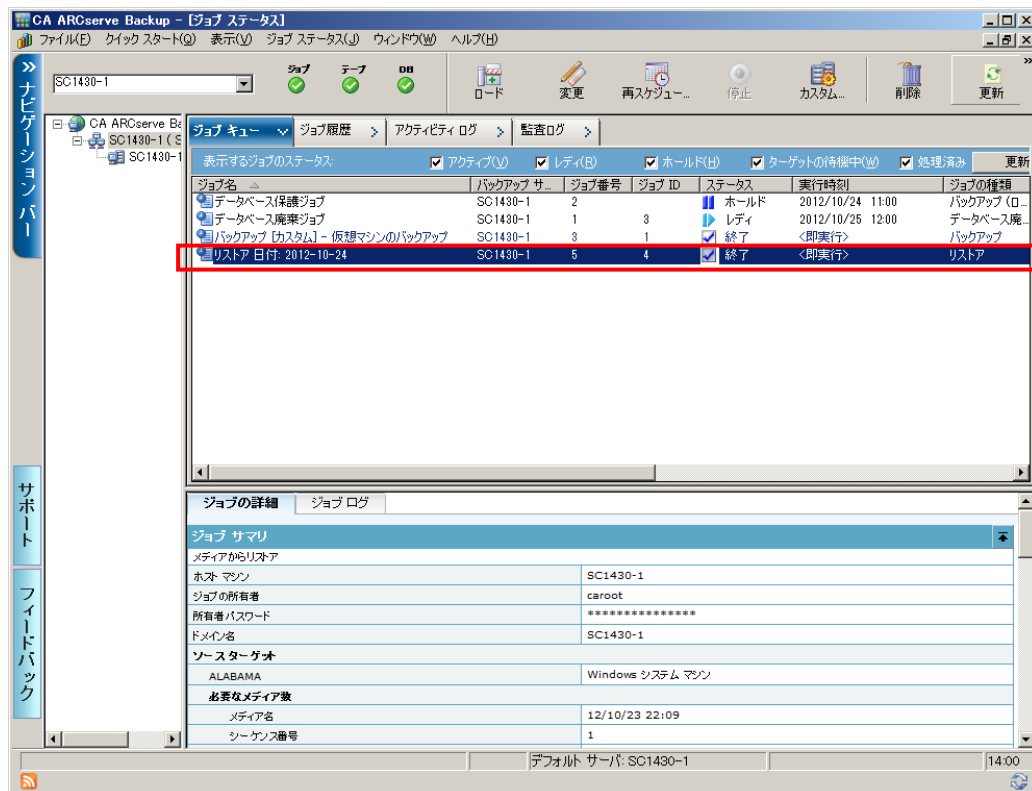 CA ARCserve Backup - [ジョブ ステータス]
ファイル(F) クイック スタート(Q) 表示(V) ジョブ ステータス(J) ウィンドウ(W) ヘルプ(H)
SC1430-1
ジョブ テープ DB
ロード 変更 再スケジュー... 停止 カスタム... 削除 更新
ナビゲーション バー
サポート
フィードバック
CA ARCserve Ba
SC1430-1 ( S
SC1430-1
ジョブ キュー ジョブ履歴 アクティビティ ログ 監査ログ
表示するジョブのステータス: アクティブ(V) レディ(R) ホールド(H) ターゲットの待機中(W) 処理済み 更新
ジョブ名 バックアップ サ... ジョブ番号 ジョブ ID ステータス 実行時刻 ジョブの種類
データベース保護ジョブ SC1430-1 2 ホールド 2012/10/24 11:00 バックアップ (ロ...
データベース廃棄ジョブ SC1430-1 1 3 レディ 2012/10/25 12:00 データベース廃...
バックアップ [カスタム] - 仮想マシンのバックアップ SC1430-1 3 1 終了 <即実行> バックアップ
リストア 日付: 2012-10-24 SC1430-1 5 4 終了 <即実行> リストア
ジョブの詳細 ジョブ ログ
ジョブ サマリ
メディアからリストア
ホスト マシン SC1430-1
ジョブの所有者 caroot
所有者パスワード ***************
ドメイン名 SC1430-1
ソース ターゲット
ALABAMA Windows システム マシン
必要なメディア数
メディア名 12/10/23 22:09
シーケンス番号 1
デフォルト サーバ: SC1430-1 14:00